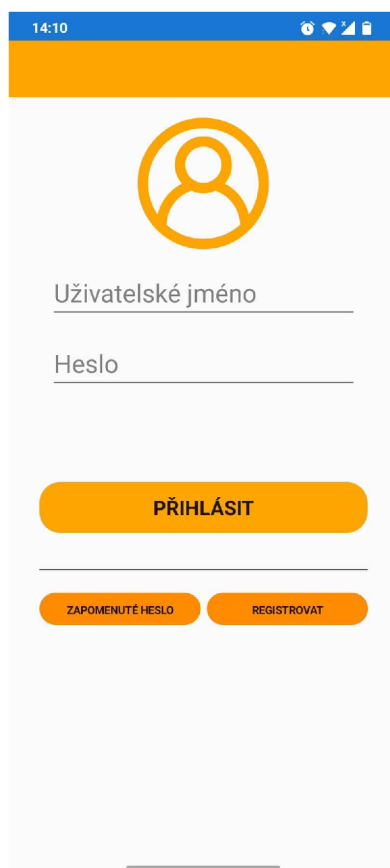 14:10
Uživatelské jméno
Heslo
PŘIHLÁSIT
ZAPOMENUTÉ HESLO
REGISTROVAT